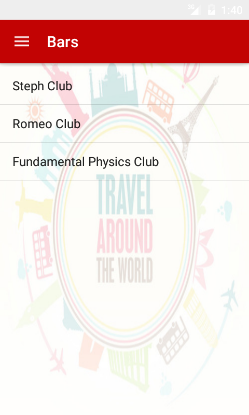 1:40
Bars
Steph Club
Romeo Club
Fundamental Physics Club
TRAVEL
AROUND
THE WORLD